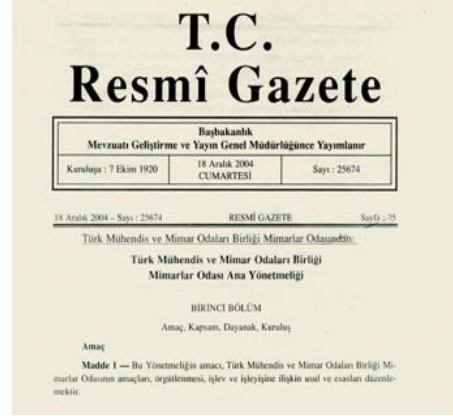 T.C.
Resmî Gazete
Başbakanlık
Mevzuatı Geliştirme ve Yayın Genel Müdürlüğünce Yayımlanır
Kuruluşu : 7 Ekim 1920
18 Aralık 2004
CUMARTESİ
Sayı : 25674
18 Aralık 2004 – Sayı : 25674 RESMÎ GAZETE Sayfa : 35
Türk Mühendis ve Mimar Odaları Birliği Mimarlar Odasından:
Türk Mühendis ve Mimar Odaları Birliği
Mimarlar Odası Ana Yönetmeliği
BİRİNCİ BÖLÜM
Amaç, Kapsam, Dayanak, Kuruluş
Amaç
Madde 1 — Bu Yönetmeliğin amacı, Türk Mühendis ve Mimar Odaları Birliği Mi-
marlar Odasının amaçları, örgütlenmesi, işlev ve işleyişine ilişkin usul ve esasları düzenle-
mektir.